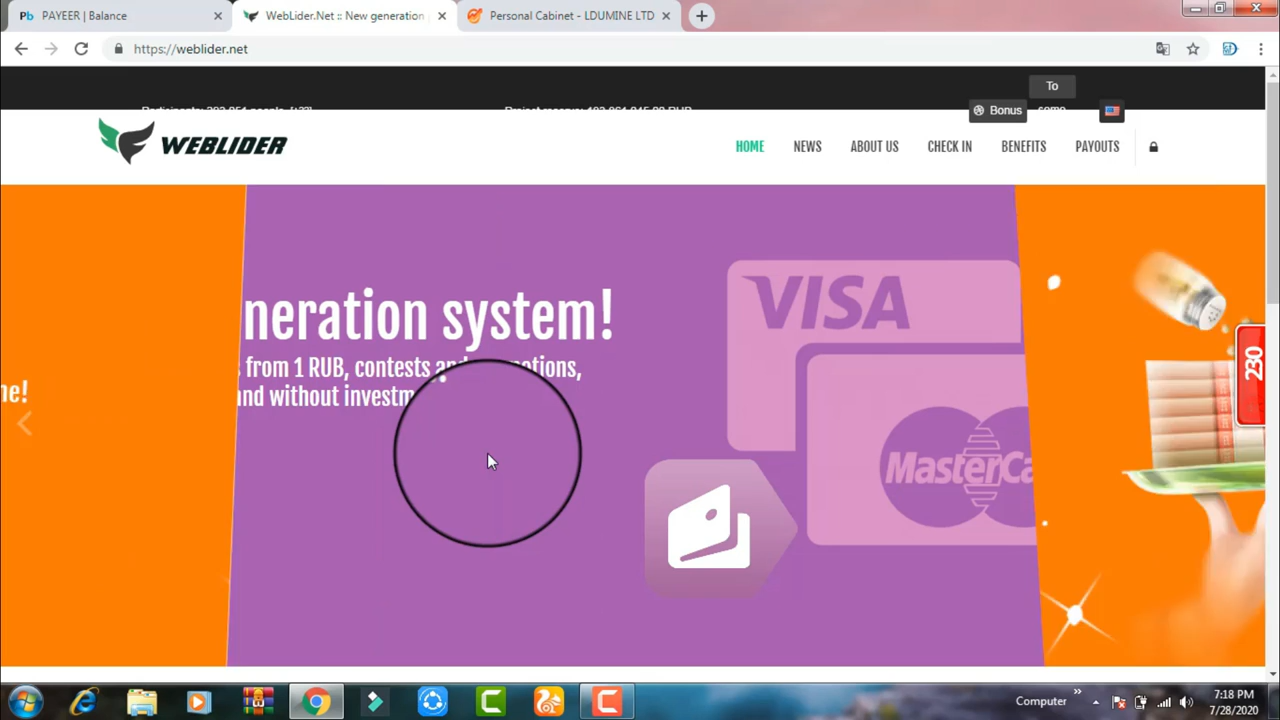 PAYEER | Balance
WebLider.Net :: New generation
Personal Cabinet - LDUMINE LTD
https://weblider.net
To
Bonus
WEBLIDER
HOME NEWS ABOUT US CHECK IN BENEFITS PAYOUTS
neration system!
from 1 RUB, contests
and without
ne!
VISA
MasterCa
230
Computer
7:18 PM
7/28/2020